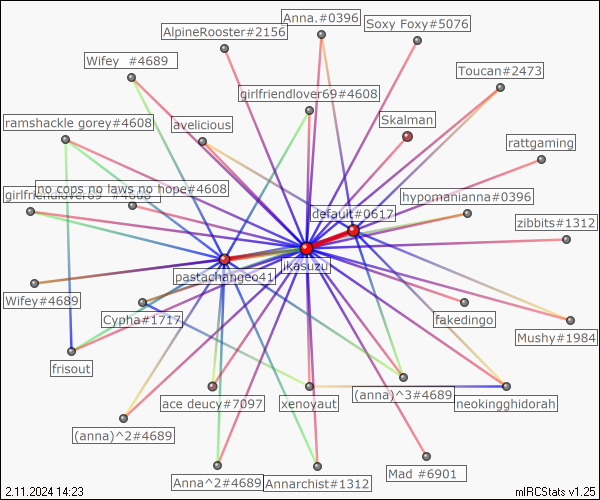 Anna.#0396
Soxy Foxy#5076
AlpineRooster#2156
Wifey #4689
Toucan#2473
girlfriendlover69#4608
Skalman
ramshackle gorey#4608
avelicious
rattgaming
no cops no laws no hope#4608
girlfriendlover69 #4608
hypomanianna#0396
default#0617
zibbits#1312
ikasuzu
pastachangeo41
Wifey#4689
Cypha#1717
fakedingo
Mushy#1984
frisout
(anna)^3#4689
ace deucy#7097
xenoyaut
neokingghidorah
(anna)^2#4689
Anna^2#4689
Annarchist#1312
Mad #6901
2.11.2024 14:23
mIRCStats v1.25